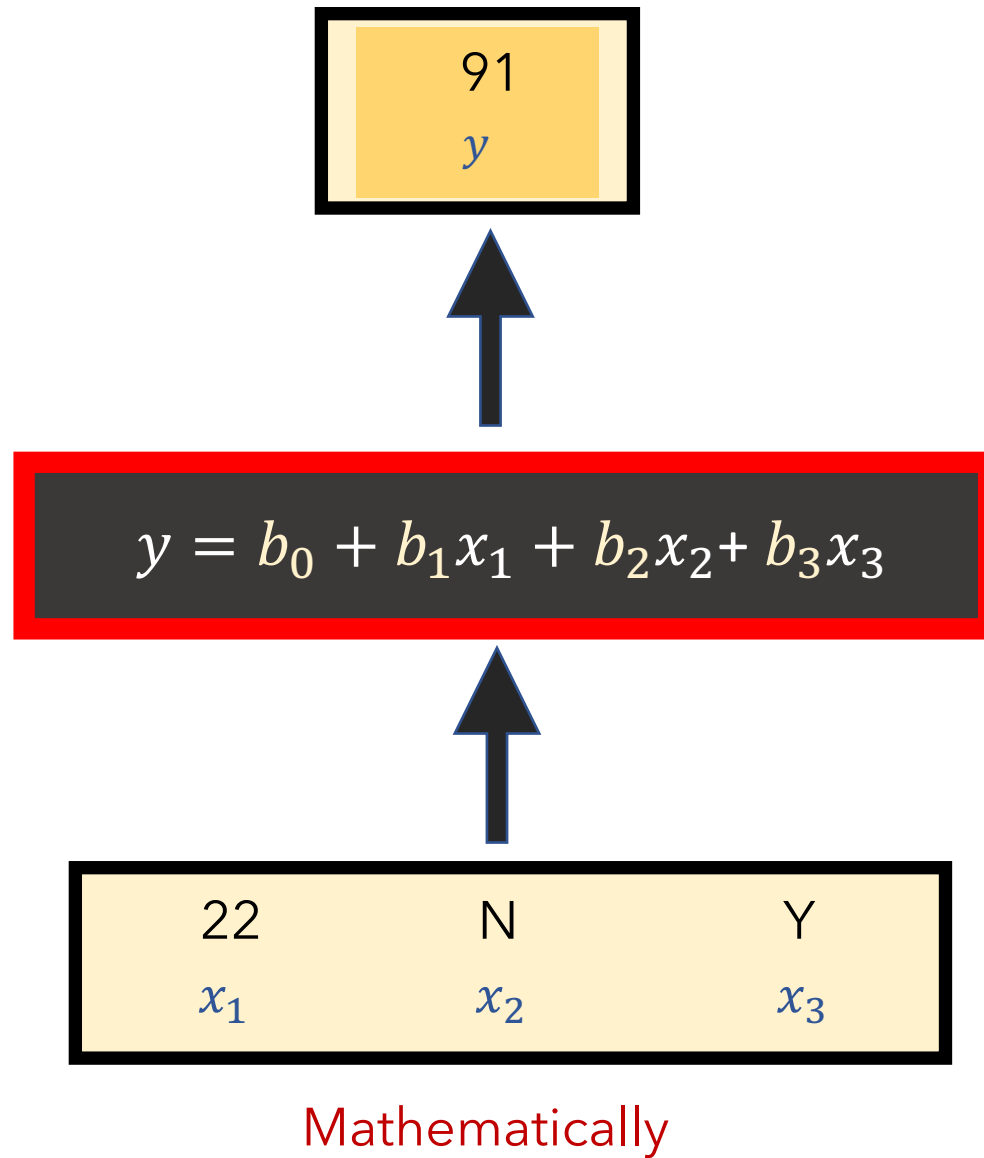 91
y
y = b₀ + b₁x₁ + b₂x₂+ b₃x₃
22 N Y
x₁ x₂ x₃
Mathematically